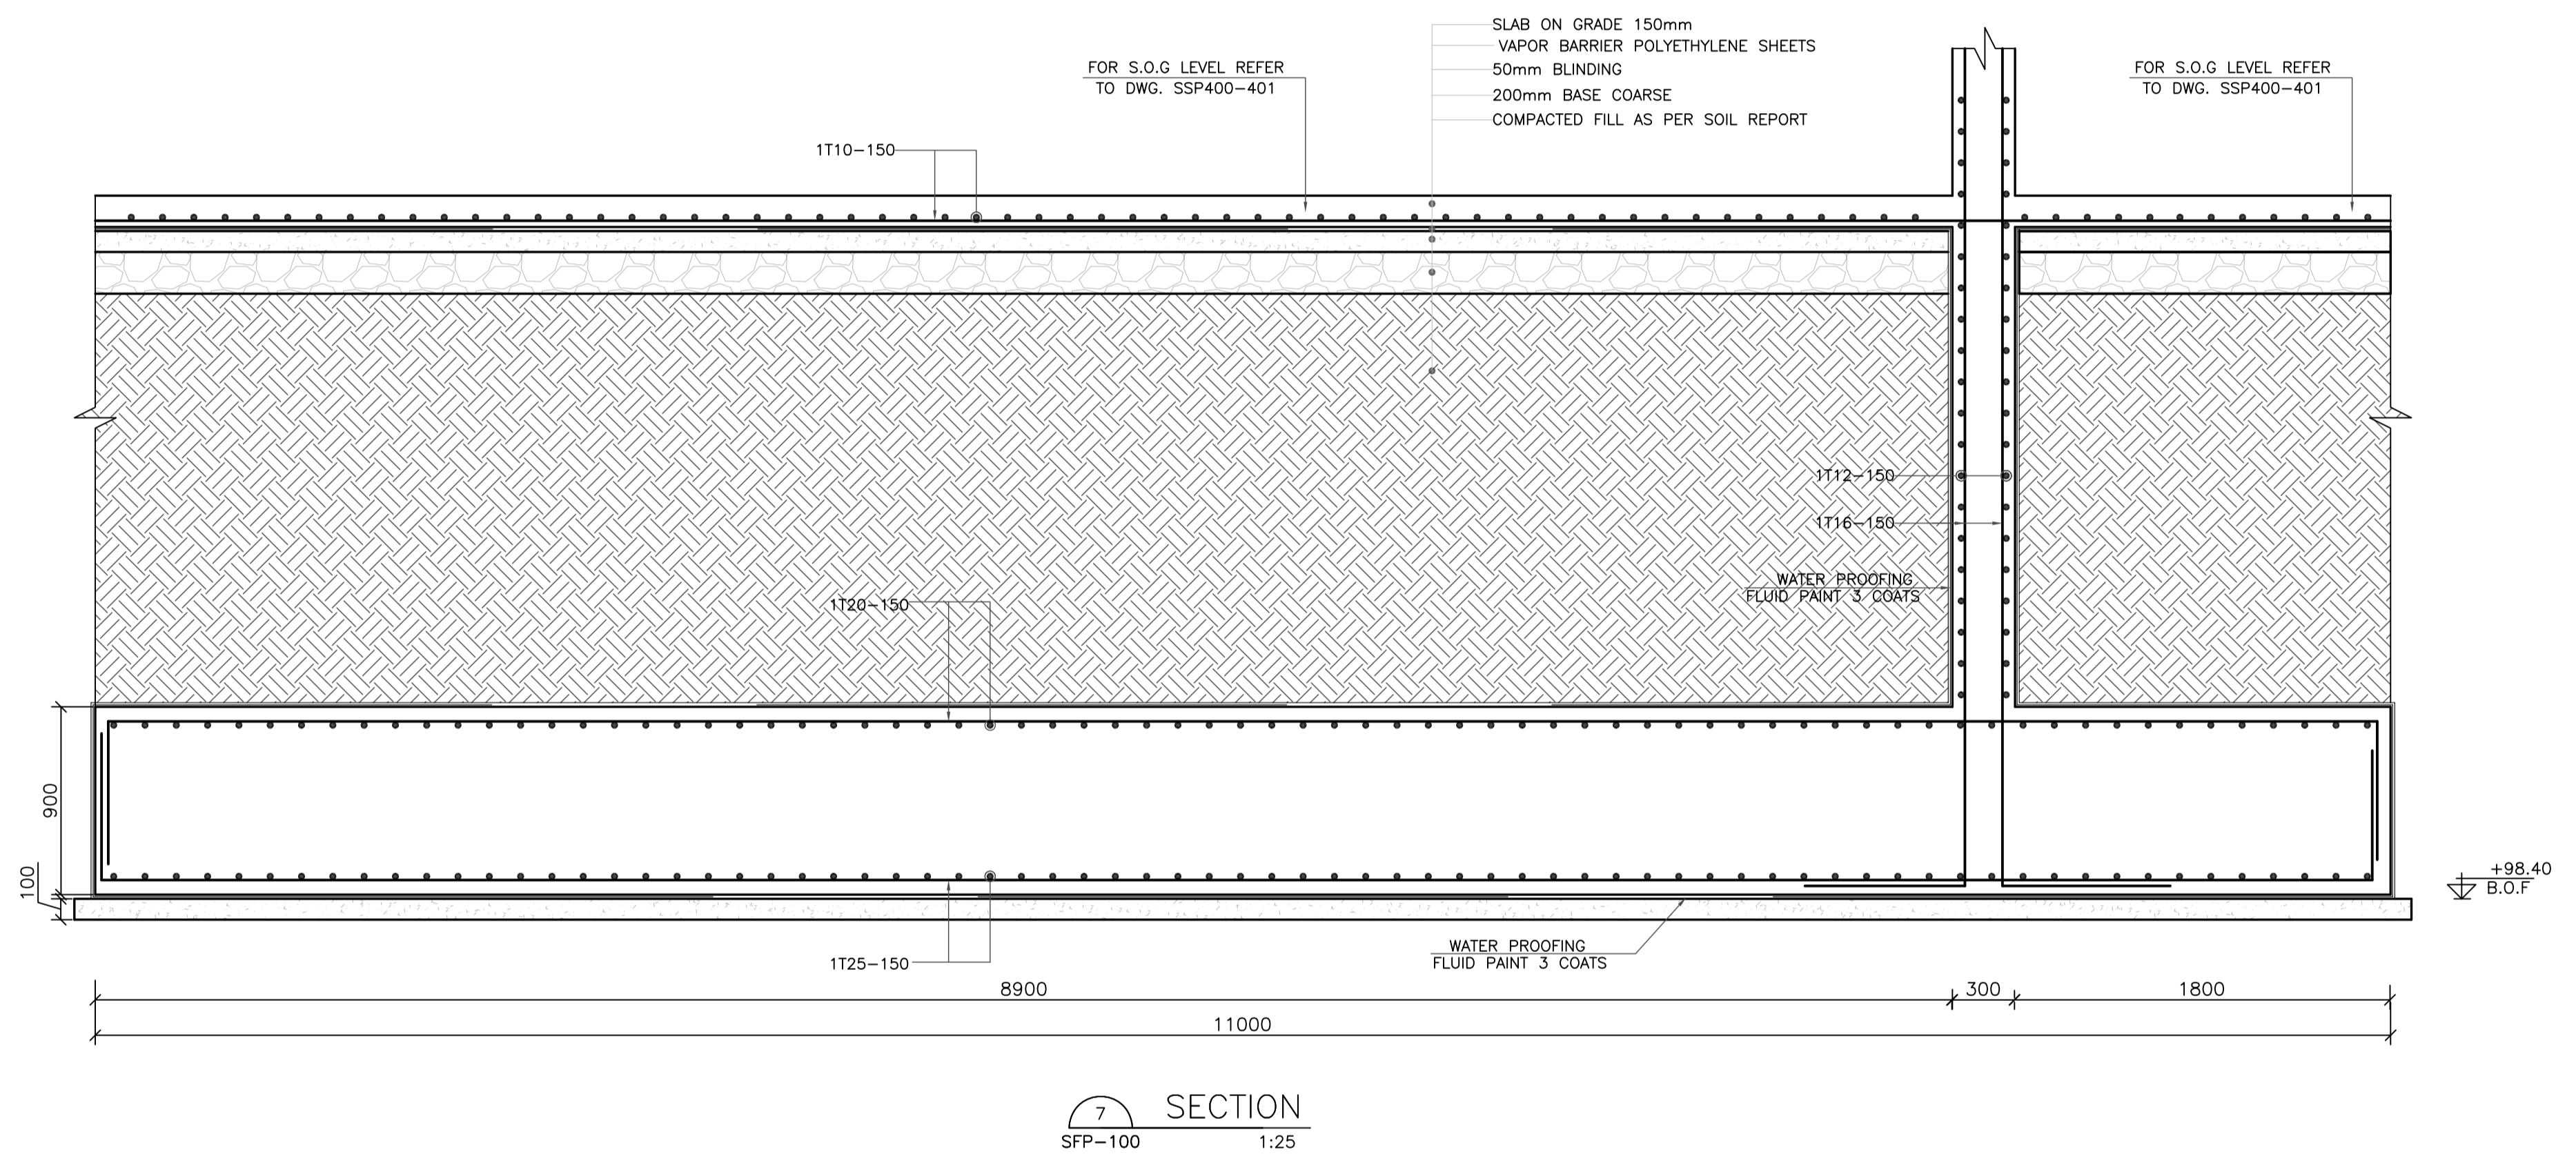 SLAB ON GRADE 150mm
VAPOR BARRIER POLYETHYLENE SHEETS
50mm BLINDING
200mm BASE COARSE
COMPACTED FILL AS PER SOIL REPORT
FOR S.O.G LEVEL REFER
TO DWG. SSP400-401
FOR S.O.G LEVEL REFER
TO DWG. SSP400-401
1T10-150
1T12-150
1T16-150
WATER PROOFING
FLUID PAINT 3 COATS
1T20-150
900
100
+98.40
B.O.F
1T25-150
WATER PROOFING
FLUID PAINT 3 COATS
8900
300
1800
11000
7
SECTION
SFP-100
1:25